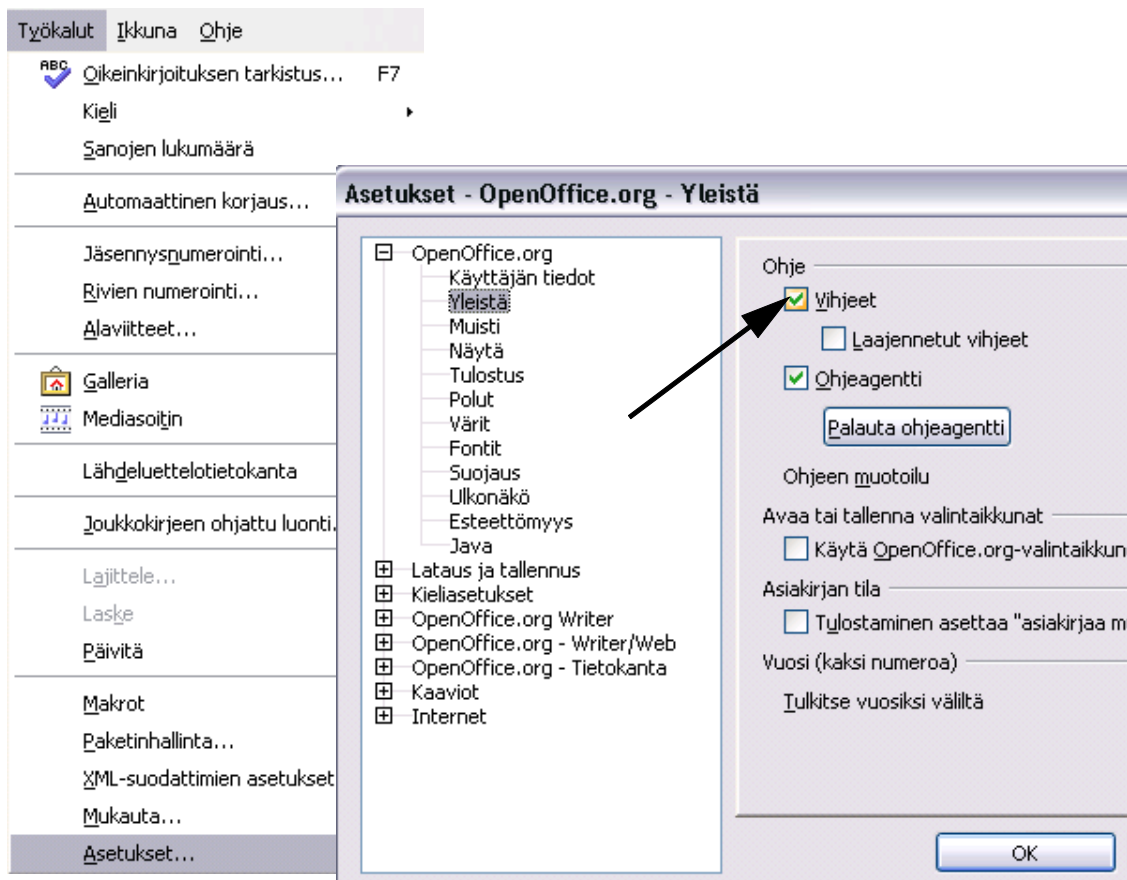 Työkalut Ikkuna Ohje
ABC Oikeinkirjoituksen tarkistus... F7
Kieli
Sanojen lukumäärä
Automaattinen korjaus...
Jäsennysnumerointi...
Rivien numerointi...
Alaviitteet...
Galleria
Mediasoitin
Lähdeluettelotietokanta
Joukkokirjeen ohjattu luonti.
Lajittele...
Laske
Päivitä
Makrot
Paketinhallinta...
XML-suodattimien asetukset
Mukauta...
Asetukset...
Asetukset - OpenOffice.org - Yleistä
OpenOffice.org
Käyttäjän tiedot
Yleistä
Muisti
Näytä
Tulostus
Polut
Värit
Fontit
Suojaus
Ulkonäkö
Esteettömyys
Java
Lataus ja tallennus
Kieliasetukset
OpenOffice.org Writer
OpenOffice.org - Writer/Web
OpenOffice.org - Tietokanta
Kaaviot
Internet
Ohje
Vihjeet
Laajennetut vihjeet
Ohjeagentti
Palauta ohjeagentti
Ohjeen muotoilu
Avaa tai tallenna valintaikkunat
Käytä OpenOffice.org-valintaikkun
Asiakirjan tila
Tulostaminen asettaa "asiakirjaa m
Vuosi (kaksi numeroa)
Tulkitse vuosiksi väliltä
OK